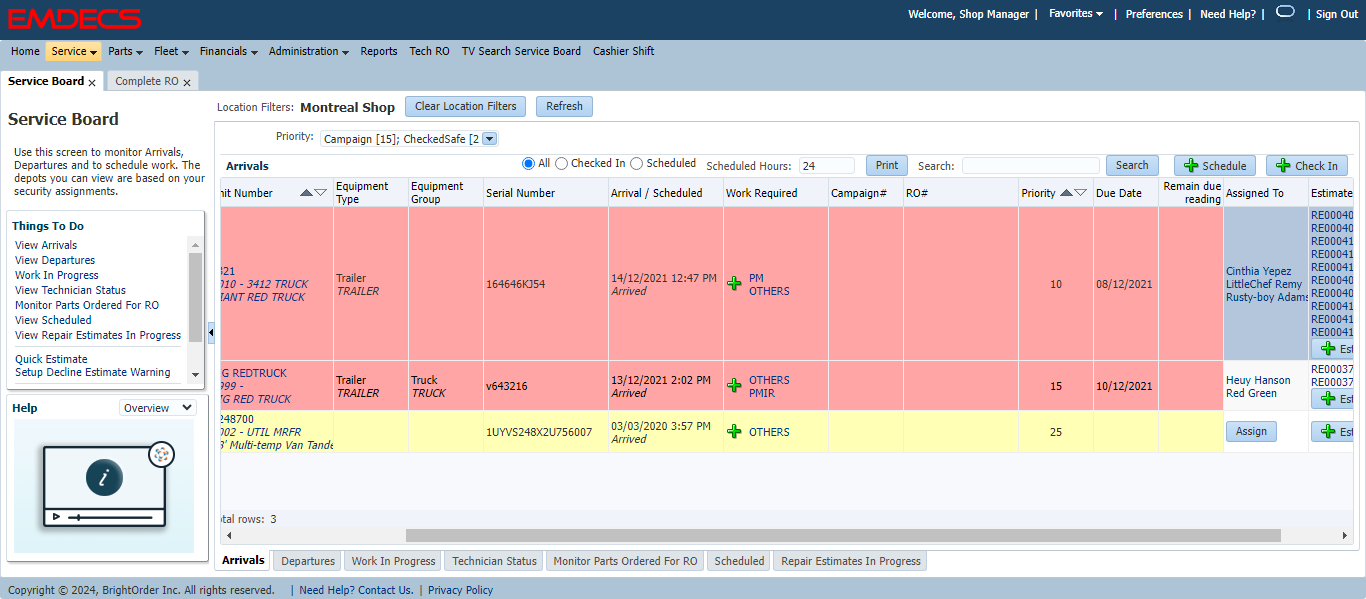 EMDECS
Welcome, Shop Manager | Favorites | Preferences | Need Help? | | Sign Out
Home Service Parts Fleet Financials Administration Reports Tech RO TV Search Service Board Cashier Shift
Service Board x Complete RO x
Service Board
Use this screen to monitor Arrivals,
Departures and to schedule work. The
depots you can view are based on your
security assignments.
Things To Do
View Arrivals
View Departures
Work In Progress
View Technician Status
Monitor Parts Ordered For RO
View Scheduled
View Repair Estimates In Progress
Quick Estimate
Setup Decline Estimate Warning
Help Overview
i
Location Filters: Montreal Shop Clear Location Filters Refresh
Priority: Campaign [15]; CheckedSafe [2
Arrivals All Checked In Scheduled Scheduled Hours: 24 Print Search: Search Schedule Check In
nit Number Equipment Type Equipment Group Serial Number Arrival / Scheduled Work Required Campaign# RO# Priority Due Date Remain due reading Assigned To Estimate
321
010 - 3412 TRUCK
IANT RED TRUCK
Trailer
TRAILER
164646KJ54
14/12/2021 12:47 PM
Arrived
PM
OTHERS
10
08/12/2021
Cinthia Yepez
LittleChef Remy
Rusty-boy Adams
RE00040
RE00040
RE00041
RE00041
RE00041
RE00040
RE00040
RE00041
RE00041
RE00041
Est
G REDTRUCK
999 -
IG RED TRUCK
Trailer
TRAILER
Truck
TRUCK
v643216
13/12/2021 2:02 PM
Arrived
OTHERS
PMIR
15
10/12/2021
Heuy Hanson
Red Green
RE00037
RE00037
Est
248700
002 - UTIL MRFR
3' Multi-temp Van Tande
1UYVS248X2U756007
03/03/2020 3:57 PM
Arrived
OTHERS
25
Assign
Est
otal rows: 3
Arrivals Departures Work In Progress Technician Status Monitor Parts Ordered For RO Scheduled Repair Estimates In Progress
Copyright © 2024, BrightOrder Inc. All rights reserved. | Need Help? Contact Us. | Privacy Policy